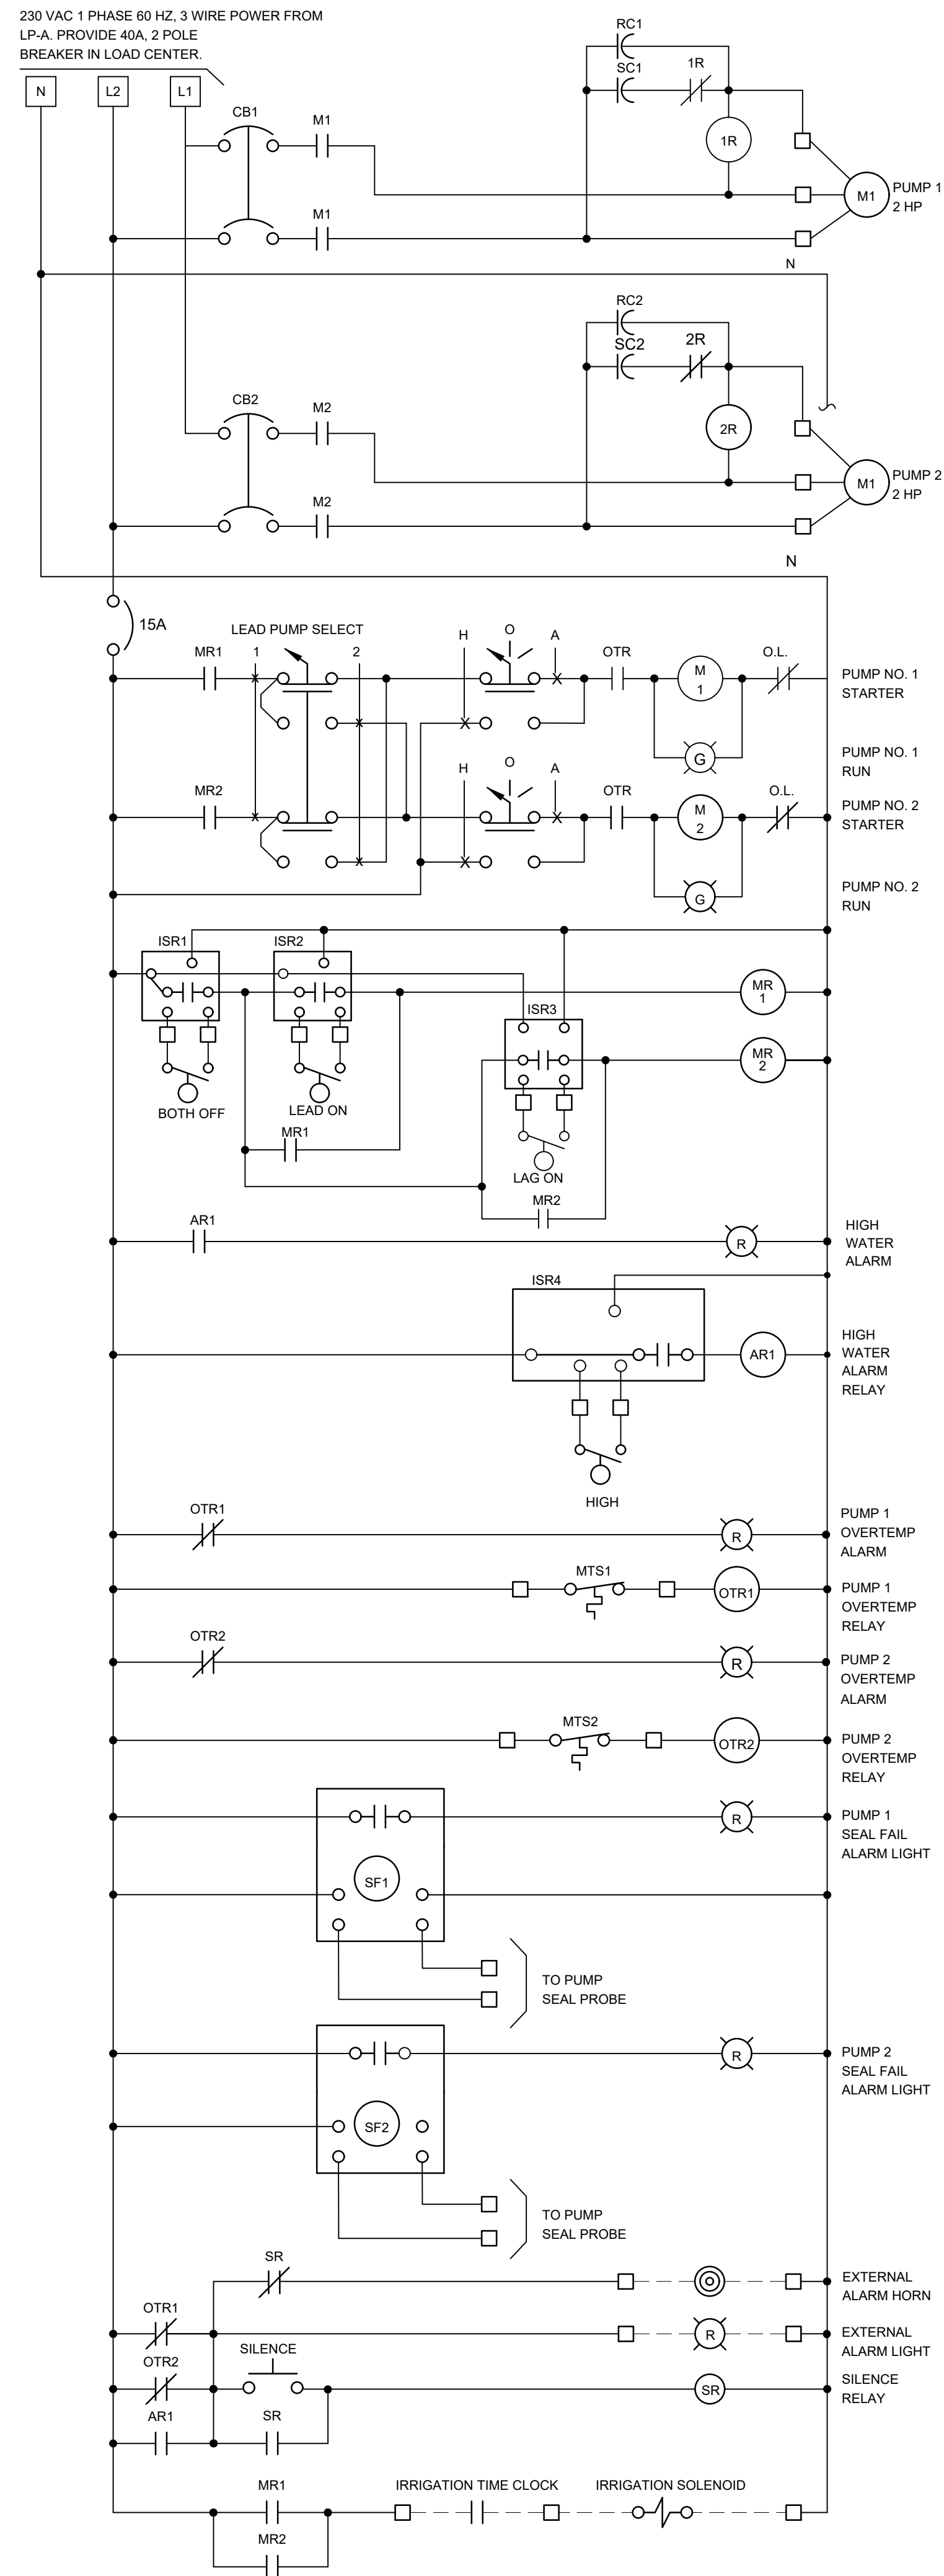 230 VAC 1 PHASE 60 HZ, 3 WIRE POWER FROM
LP-A. PROVIDE 40A, 2 POLE
BREAKER IN LOAD CENTER.
N
L2
L1
CB1
M1
M1
RC1
SC1
1R
1R
M1
PUMP 1
2 HP
N
CB2
M2
M2
RC2
SC2
2R
2R
M1
PUMP 2
2 HP
N
15A
LEAD PUMP SELECT
MR1
1
2
H
O
A
OTR
M
1
O.L.
PUMP NO. 1
STARTER
G
PUMP NO. 1
RUN
MR2
H
O
A
OTR
M
2
O.L.
PUMP NO. 2
STARTER
G
PUMP NO. 2
RUN
ISR1
ISR2
MR
1
ISR3
MR
2
BOTH OFF
LEAD ON
MR1
LAG ON
MR2
AR1
R
HIGH
WATER
ALARM
ISR4
AR1
HIGH
WATER
ALARM
RELAY
HIGH
OTR1
R
PUMP 1
OVERTEMP
ALARM
MTS1
OTR1
PUMP 1
OVERTEMP
RELAY
OTR2
R
PUMP 2
OVERTEMP
ALARM
MTS2
OTR2
PUMP 2
OVERTEMP
RELAY
R
PUMP 1
SEAL FAIL
ALARM LIGHT
SF1
TO PUMP
SEAL PROBE
R
PUMP 2
SEAL FAIL
ALARM LIGHT
SF2
TO PUMP
SEAL PROBE
SR
EXTERNAL
ALARM HORN
OTR1
R
EXTERNAL
ALARM LIGHT
OTR2
SILENCE
SR
SILENCE
RELAY
AR1
SR
MR1
IRRIGATION TIME CLOCK
IRRIGATION SOLENOID
MR2